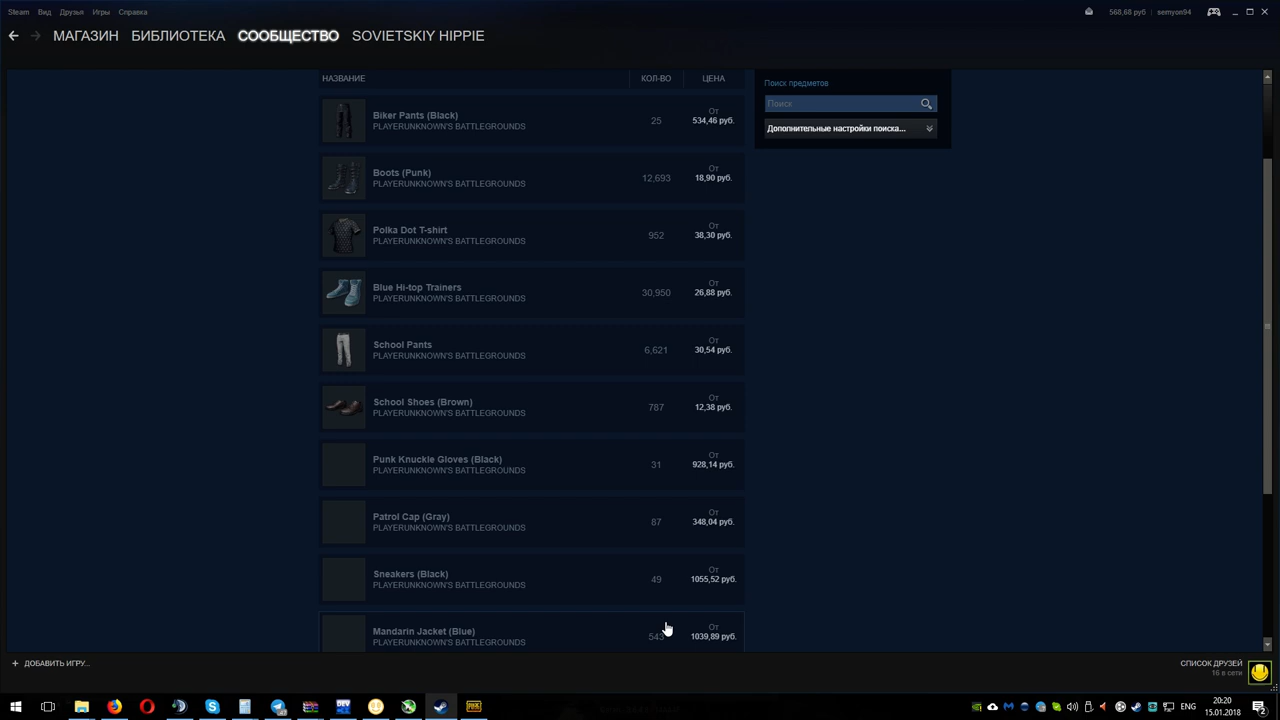 Steam Вид Друзья Игры Справка 568,68 руб semyon94
МАГАЗИН БИБЛИОТЕКА СООБЩЕСТВО SOVIETSKIY HIPPIE
НАЗВАНИЕ КОЛ-ВО ЦЕНА
Поиск предметов
Поиск
Дополнительные настройки поиска...
Biker Pants (Black)
PLAYERUNKNOWN'S BATTLEGROUNDS
25
От
534,46 руб.
Boots (Punk)
PLAYERUNKNOWN'S BATTLEGROUNDS
12,693
От
18,90 руб.
Polka Dot T-shirt
PLAYERUNKNOWN'S BATTLEGROUNDS
952
От
38,30 руб.
Blue Hi-top Trainers
PLAYERUNKNOWN'S BATTLEGROUNDS
30,950
От
26,88 руб.
School Pants
PLAYERUNKNOWN'S BATTLEGROUNDS
6,621
От
30,54 руб.
School Shoes (Brown)
PLAYERUNKNOWN'S BATTLEGROUNDS
787
От
12,38 руб.
Punk Knuckle Gloves (Black)
PLAYERUNKNOWN'S BATTLEGROUNDS
31
От
928,14 руб.
Patrol Cap (Gray)
PLAYERUNKNOWN'S BATTLEGROUNDS
87
От
348,04 руб.
Sneakers (Black)
PLAYERUNKNOWN'S BATTLEGROUNDS
49
От
1055,52 руб.
Mandarin Jacket (Blue)
PLAYERUNKNOWN'S BATTLEGROUNDS
От
1039,89 руб.
ДОБАВИТЬ ИГРУ...
СПИСОК ДРУЗЕЙ
16 в сети
ENG
20:20
15.01.2018